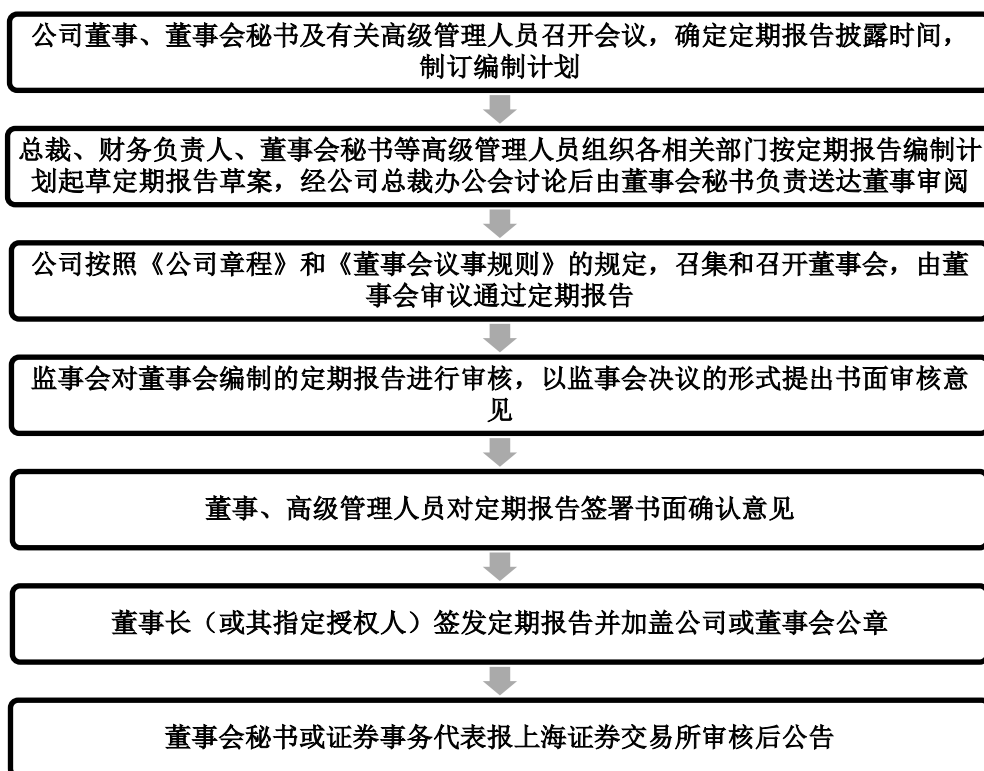 公司董事、董事会秘书及有关高级管理人员召开会议，确定定期报告披露时间，
制订编制计划
总裁、财务负责人、董事会秘书等高级管理人员组织各相关部门按定期报告编制计
划起草定期报告草案，经公司总裁办公会讨论后由董事会秘书负责送达董事审阅
公司按照《公司章程》和《董事会议事规则》的规定，召集和召开董事会，由董
事会审议通过定期报告
监事会对董事会编制的定期报告进行审核，以监事会决议的形式提出书面审核意
见
董事、高级管理人员对定期报告签署书面确认意见
董事长（或其指定授权人）签发定期报告并加盖公司或董事会公章
董事会秘书或证券事务代表报上海证券交易所审核后公告